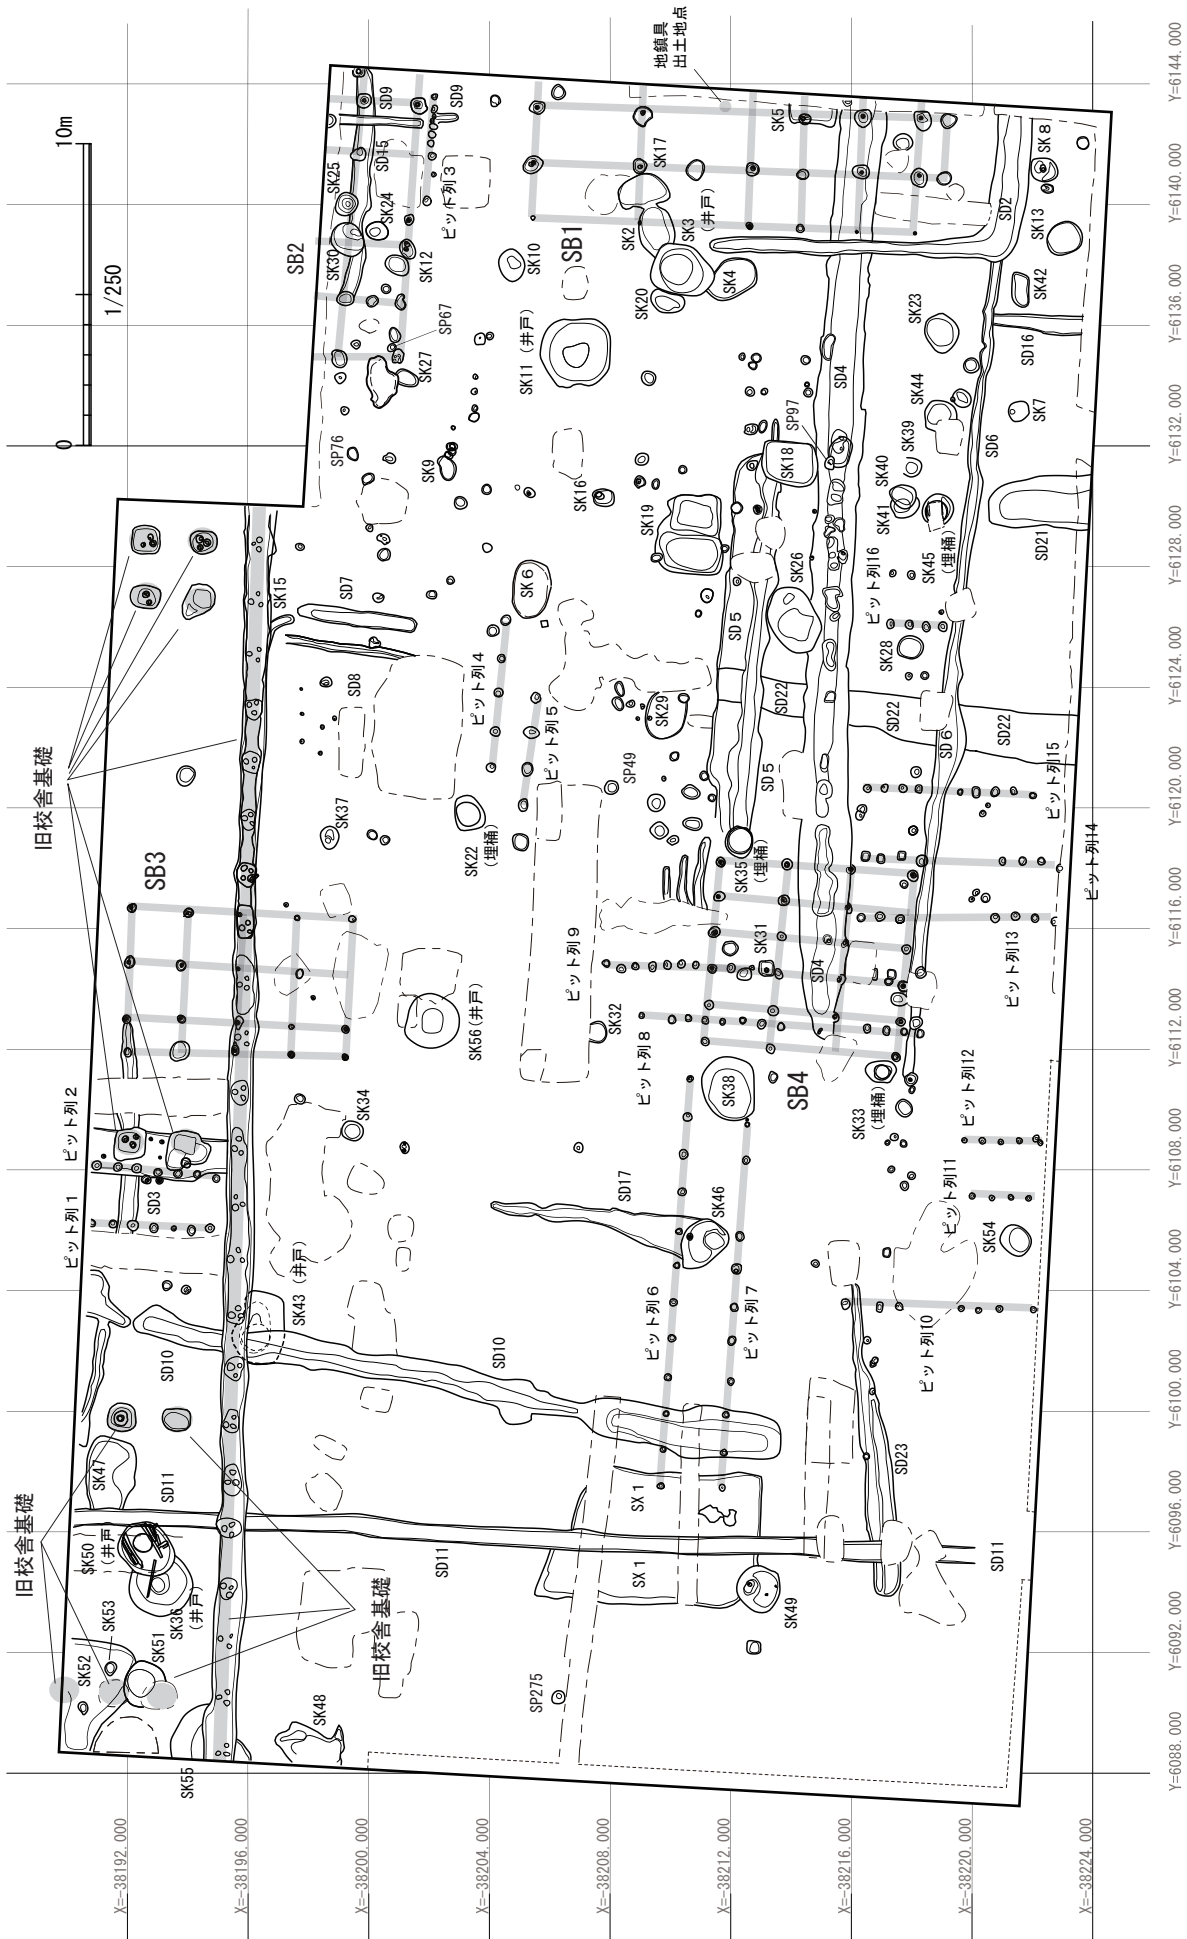 地鎮具
出土地点
10m
0
1/250
Y=6144.000
Y=6140.000
Y=6136.000
Y=6132.000
Y=6128.000
Y=6124.000
Y=6120.000
Y=6116.000
Y=6112.000
Y=6108.000
Y=6104.000
Y=6100.000
Y=6096.000
Y=6092.000
Y=6088.000
X=-38192.000
X=-38196.000
X=-38200.000
X=-38204.000
X=-38208.000
X=-38212.000
X=-38216.000
X=-38220.000
X=-38224.000
SB2
SK25
SD15
SD9
SD9
SK24
SK30
SK12
ピット列3
SP67
SK27
SP76
SK9
SK10
SB1
SK11（井戸）
SK16
SK17
SK2
SK3
（井戸）
SK20
SK4
SK5
SD2
SK8
SK13
SK42
SD16
SK23
SK44
SK7
SK39
SK40
SK41
SD6
SD21
SK45
（埋桶）
SD4
SP97
SK18
SK19
SD5
SK26
ピット列16
SK28
SD22
SD22
SD22
SD6
SD5
SK15
SD7
SD8
SK6
ピット列4
ピット列5
SK29
SP49
SK22
（埋桶）
SK37
旧校舎基礎
SB3
SK35
（埋桶）
ピット列15
ピット列14
ピット列13
SK31
SD4
ピット列9
SK32
ピット列8
SK56（井戸）
SB4
SK38
SK33
（埋桶）
ピット列12
ピット列11
SK54
ピット列10
ピット列2
ピット列1
SD3
SK34
SD17
SK46
ピット列6
ピット列7
SK43（井戸）
SD10
SD10
SD23
SX1
SX1
SD11
SD11
SD11
SK47
旧校舎基礎
SK50
（井戸）
SK36
（井戸）
SK53
SK51
SK52
旧校舎基礎
SK49
SP275
SK48
SK55